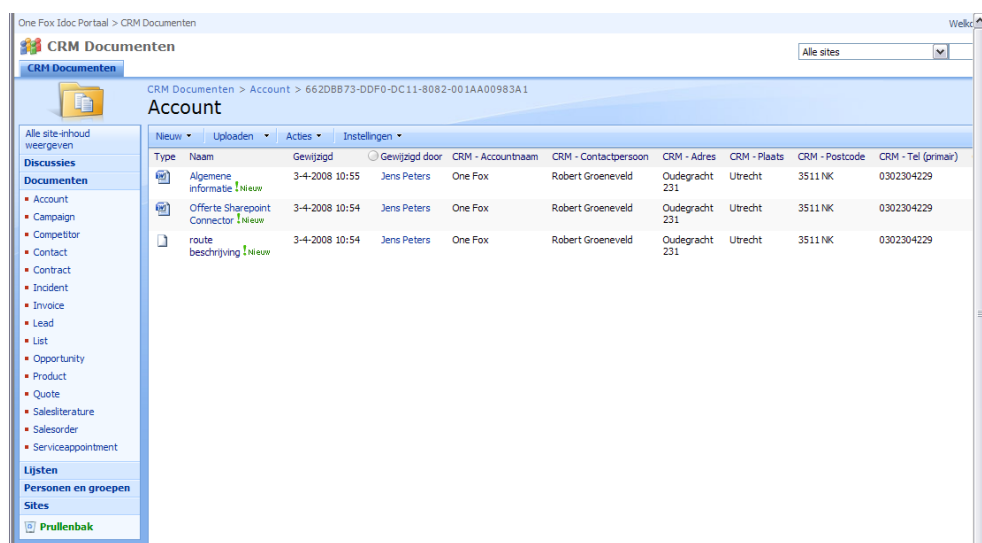 One Fox Idoc Portaal > CRM Documenten
CRM Documenten
Alle sites
CRM Documenten
CRM Documenten > Account > 662DBB73-DDF0-DC11-8082-001AA00983A1
Account
Alle site-inhoud
weergeven
Discussies
Documenten
Account
Campaign
Competitor
Contact
Contract
Incident
Invoice
Lead
List
Opportunity
Product
Quote
Salesliterature
Salesorder
Serviceappointment
Lijsten
Personen en groepen
Sites
Prullenbak
Nieuw Uploaden Acties Instellingen
Type Naam Gewijzigd Gewijzigd door CRM - Accountnaam CRM - Contactpersoon CRM - Adres CRM - Plaats CRM - Postcode CRM - Tel (primair)
Algemene 3-4-2008 10:55 Jens Peters One Fox Robert Groeneveld Oudegracht Utrecht 3511 NK 0302304229
informatie ! Nieuw 231
Offerte Sharepoint 3-4-2008 10:54 Jens Peters One Fox Robert Groeneveld Oudegracht Utrecht 3511 NK 0302304229
Connector ! Nieuw 231
route 3-4-2008 10:54 Jens Peters One Fox Robert Groeneveld Oudegracht Utrecht 3511 NK 0302304229
beschrijving ! Nieuw 231